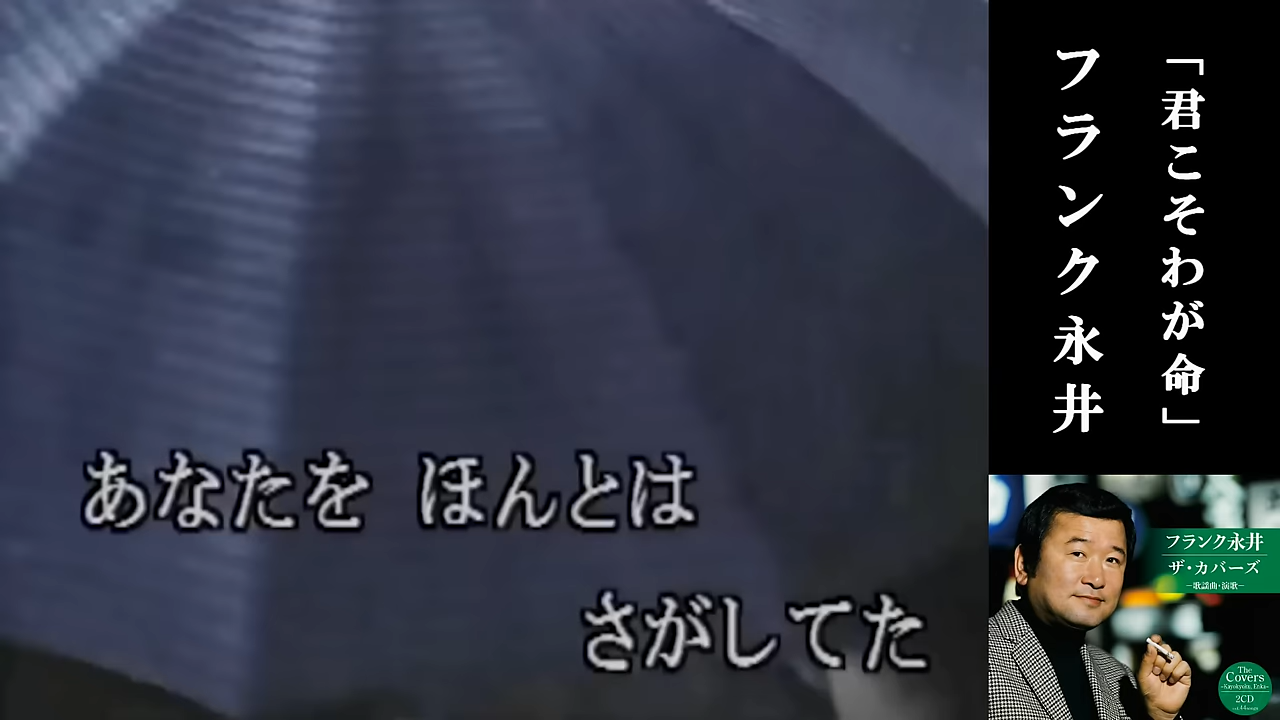 あなたを ほんとは
さがしてた
「君こそわが命」
フランク永井
フランク永井
ザ・カバーズ
－歌謡曲・演歌－
The
Covers
2CD